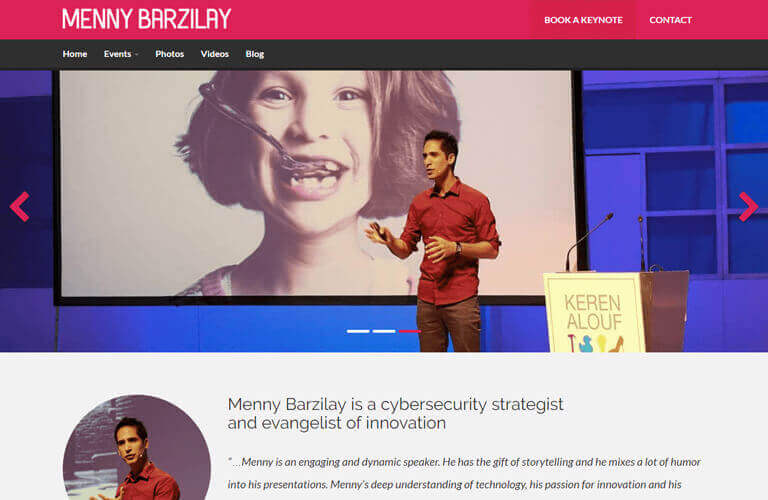 MENNY BARZILAY
BOOK A KEYNOTE
CONTACT
Home
Events
Photos
Videos
Blog
KEREN
ALOUF
Menny Barzilay is a cybersecurity strategist
and evangelist of innovation
“ …Menny is an engaging and dynamic speaker. He has the gift of storytelling and he mixes a lot of humor
into his presentations. Menny’s deep understanding of technology, his passion for innovation and his